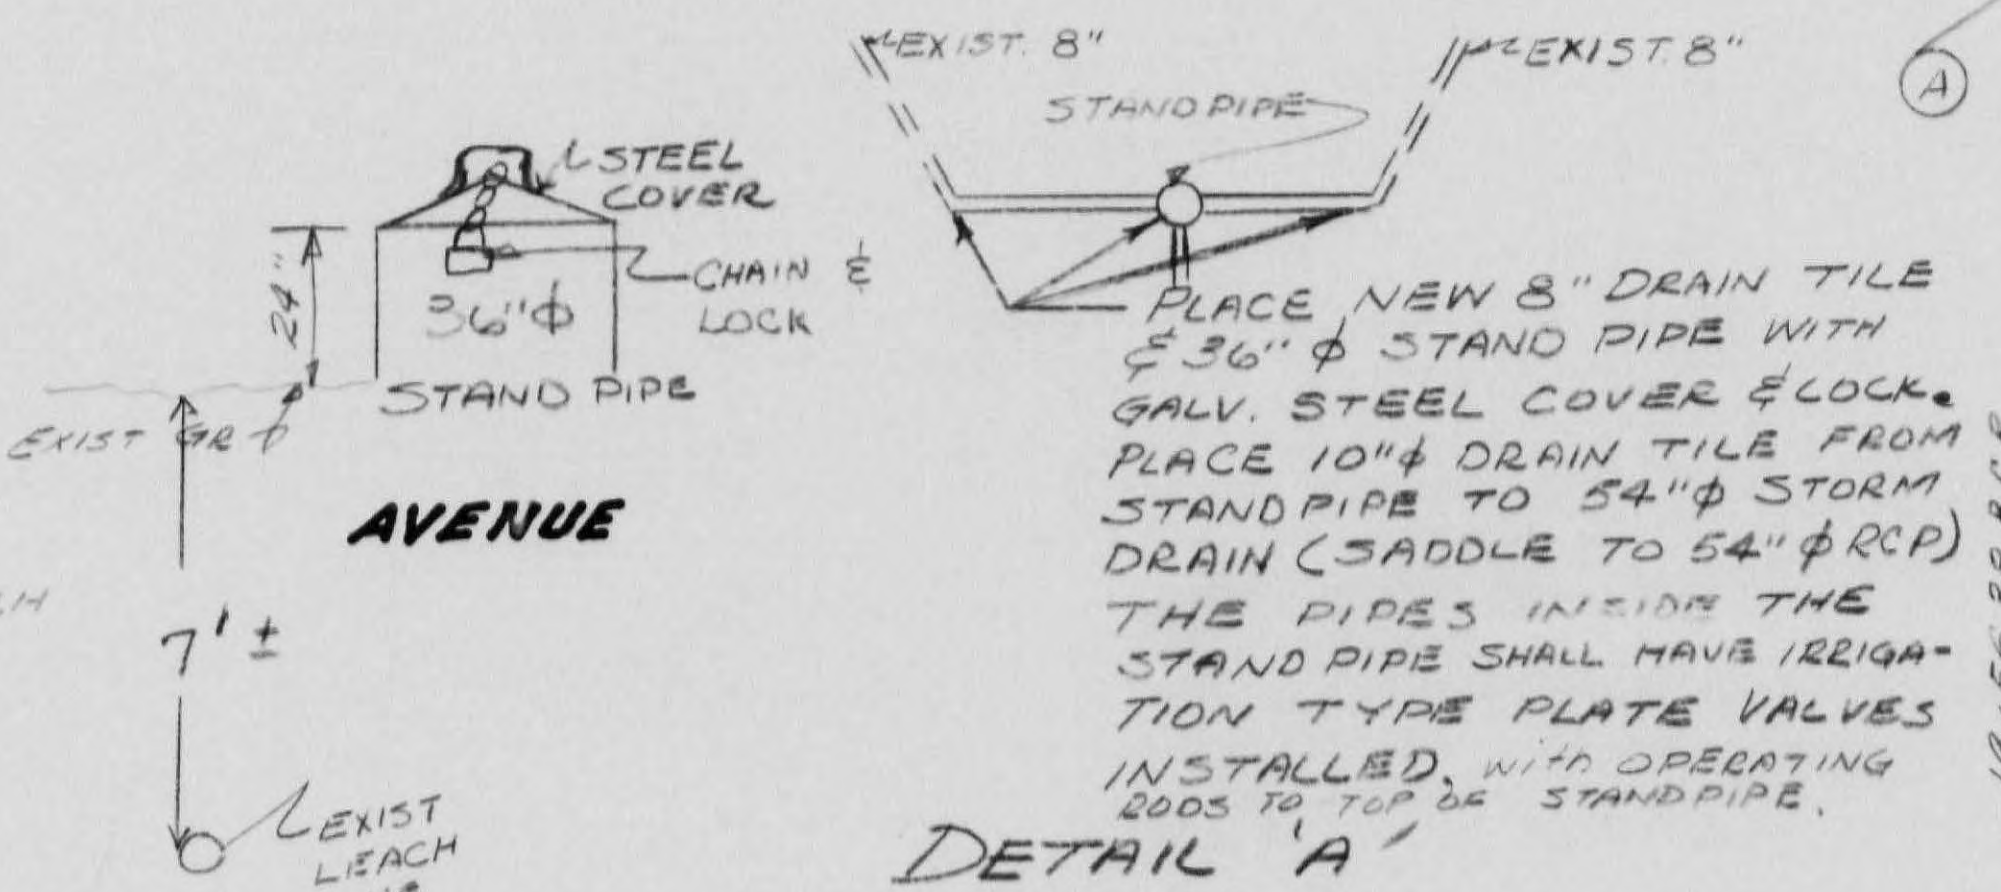 EXIST. 8"
EXIST. 8"
A
STANDPIPE
STEEL
COVER
CHAIN &
LOCK
24"
36"ϕ
STAND PIPE
EXIST GR
AVENUE
7' ±
EXIST
LEACH
PLACE NEW 8" DRAIN TILE
& 36" ϕ STAND PIPE WITH
GALV. STEEL COVER & LOCK.
PLACE 10"ϕ DRAIN TILE FROM
STANDPIPE TO 54"ϕ STORM
DRAIN (SADDLE TO 54"ϕ RCP)
THE PIPES INSIDE THE
STAND PIPE SHALL HAVE IRRIGA-
TION TYPE PLATE VALVES
INSTALLED, with OPERATING
RODS TO TOP OF STANDPIPE.
DETAIL 'A'